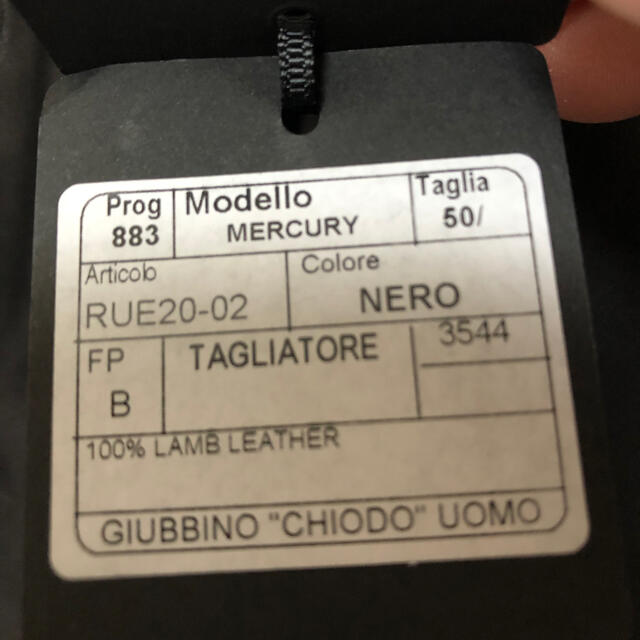 Prog Modello Taglia
883 MERCURY 50/
Articolo Colore
RUE20-02 NERO
FP TAGLIATORE 3544
B
100% LAMB LEATHER
GIUBBINO "CHIODO" UOMO